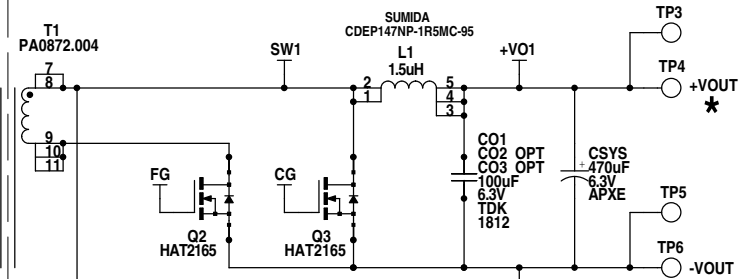 SUMIDA
CDEP147NP-1R5MC-95
TP3
T1
PA0872.004
SW1
L1
1.5uH
+VO1
TP4
7
8
2
1
5
4
3
+VOUT
*
9
10
11
FG
CG
CO1
CO2 OPT
CO3 OPT
100uF
6.3V
TDK
1812
+
CSYS
470uF
6.3V
APXE
TP5
Q2
HAT2165
Q3
HAT2165
TP6
-VOUT